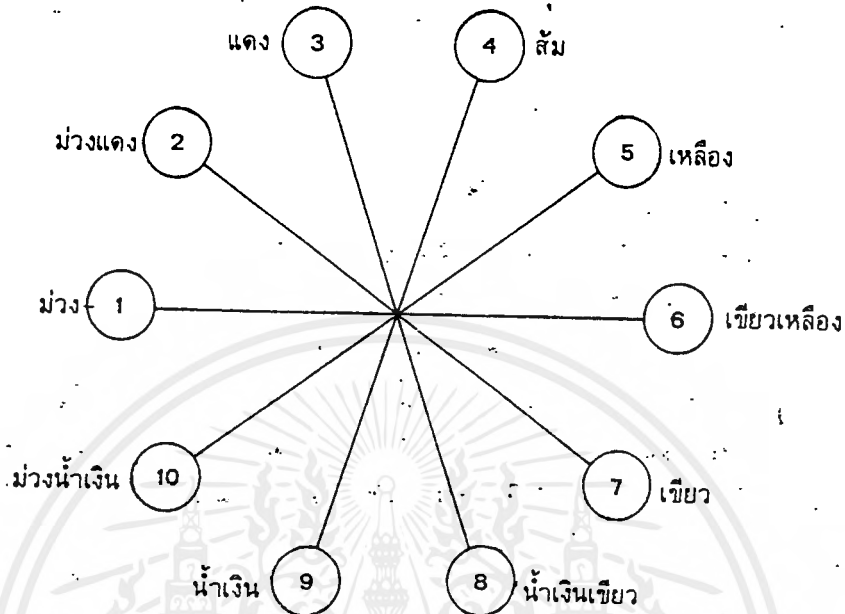 แดง 3
4 ส้ม
ม่วงแดง 2
5 เหลือง
ม่วง 1
6 เขียวเหลือง
ม่วงน้ำเงิน 10
7 เขียว
น้ำเงิน 9
8 น้ำเงินเขียว